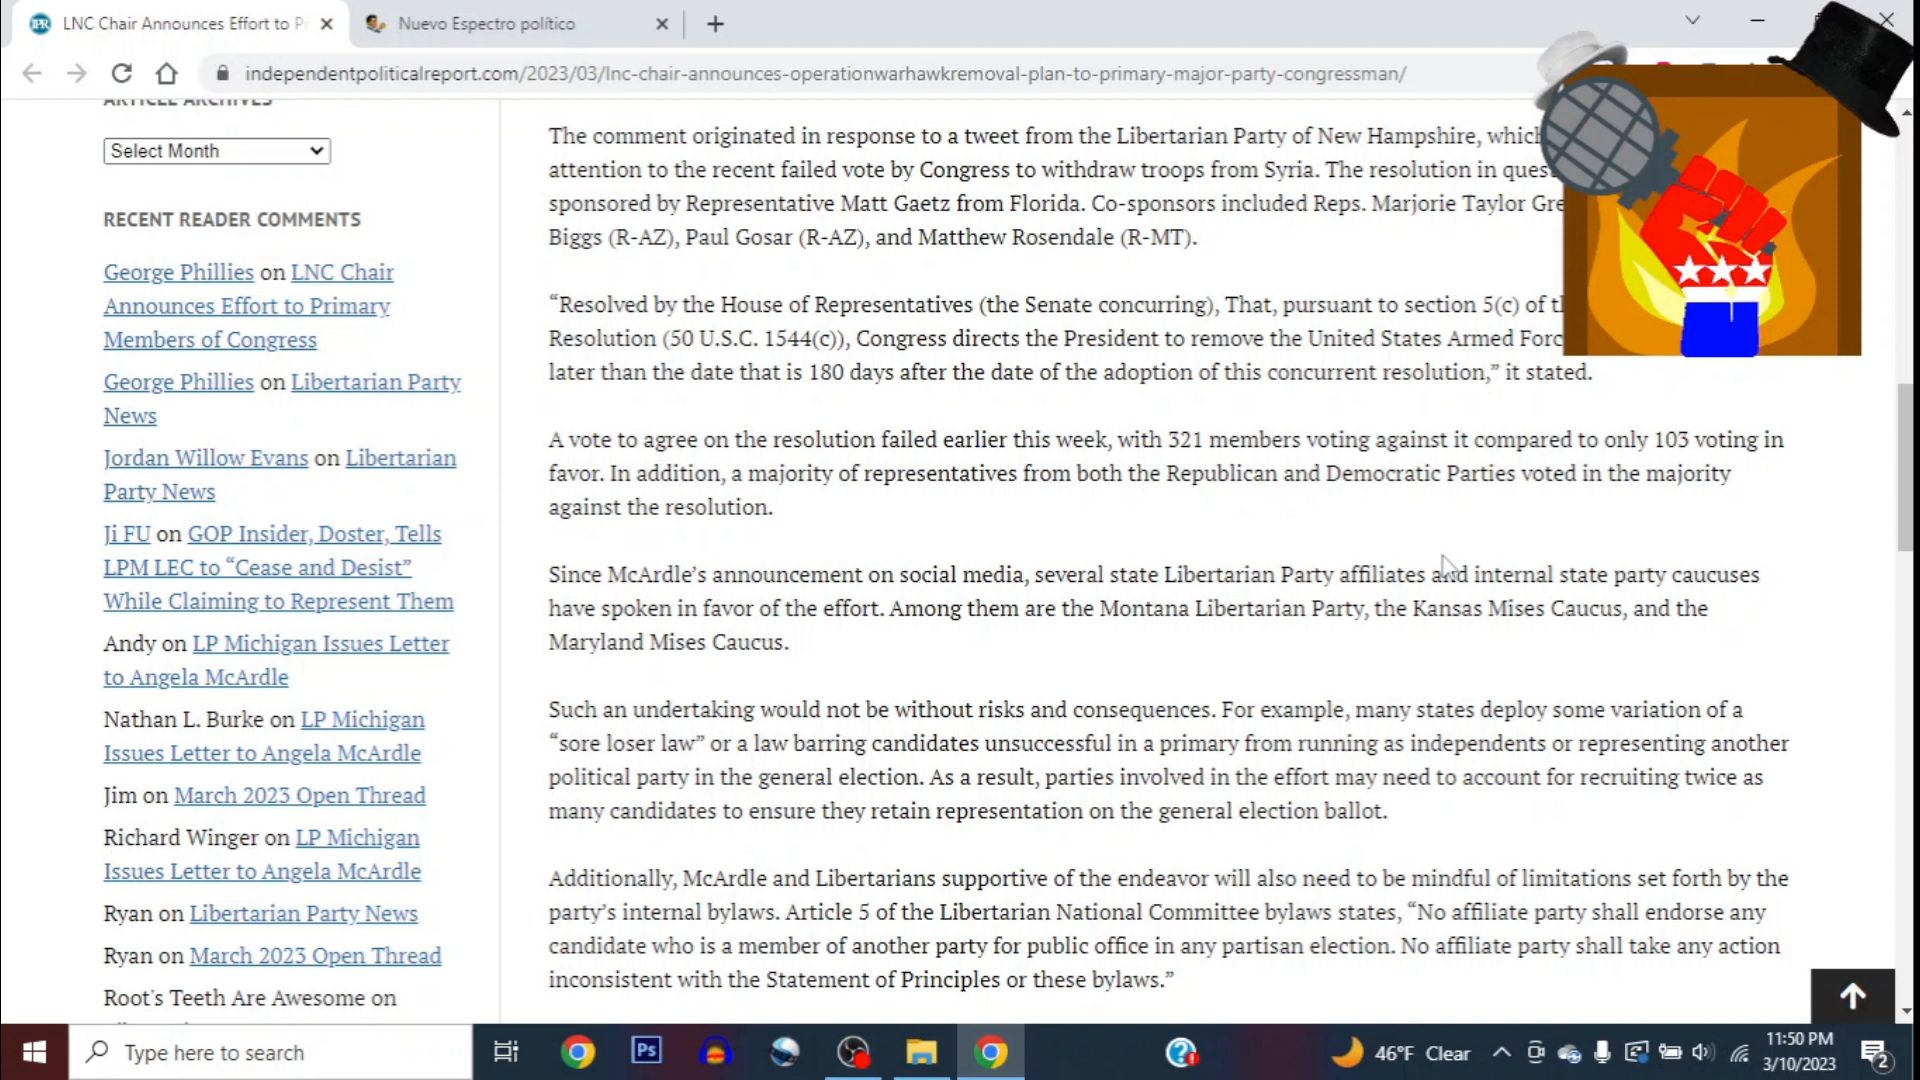 LNC Chair Announces Effort to Pr
Nuevo Espectro político
independentpoliticalreport.com/2023/03/lnc-chair-announces-operationwarhawkremoval-plan-to-primary-major-party-congressman/
ARTICLE ARCHIVES
Select Month
RECENT READER COMMENTS
George Phillies on LNC Chair
Announces Effort to Primary
Members of Congress
George Phillies on Libertarian Party
News
Jordan Willow Evans on Libertarian
Party News
Ji FU on GOP Insider, Doster, Tells
LPM LEC to “Cease and Desist”
While Claiming to Represent Them
Andy on LP Michigan Issues Letter
to Angela McArdle
Nathan L. Burke on LP Michigan
Issues Letter to Angela McArdle
Jim on March 2023 Open Thread
Richard Winger on LP Michigan
Issues Letter to Angela McArdle
Ryan on Libertarian Party News
Ryan on March 2023 Open Thread
Root's Teeth Are Awesome on
The comment originated in response to a tweet from the Libertarian Party of New Hampshire, which
attention to the recent failed vote by Congress to withdraw troops from Syria. The resolution in ques
sponsored by Representative Matt Gaetz from Florida. Co-sponsors included Reps. Marjorie Taylor Gre
Biggs (R-AZ), Paul Gosar (R-AZ), and Matthew Rosendale (R-MT).
“Resolved by the House of Representatives (the Senate concurring), That, pursuant to section 5(c) of t
Resolution (50 U.S.C. 1544(c)), Congress directs the President to remove the United States Armed Forc
later than the date that is 180 days after the date of the adoption of this concurrent resolution,” it stated.
A vote to agree on the resolution failed earlier this week, with 321 members voting against it compared to only 103 voting in
favor. In addition, a majority of representatives from both the Republican and Democratic Parties voted in the majority
against the resolution.
Since McArdle’s announcement on social media, several state Libertarian Party affiliates and internal state party caucuses
have spoken in favor of the effort. Among them are the Montana Libertarian Party, the Kansas Mises Caucus, and the
Maryland Mises Caucus.
Such an undertaking would not be without risks and consequences. For example, many states deploy some variation of a
“sore loser law” or a law barring candidates unsuccessful in a primary from running as independents or representing another
political party in the general election. As a result, parties involved in the effort may need to account for recruiting twice as
many candidates to ensure they retain representation on the general election ballot.
Additionally, McArdle and Libertarians supportive of the endeavor will also need to be mindful of limitations set forth by the
party’s internal bylaws. Article 5 of the Libertarian National Committee bylaws states, “No affiliate party shall endorse any
candidate who is a member of another party for public office in any partisan election. No affiliate party shall take any action
inconsistent with the Statement of Principles or these bylaws.”
Type here to search
Ps
46°F Clear
11:50 PM
3/10/2023
2